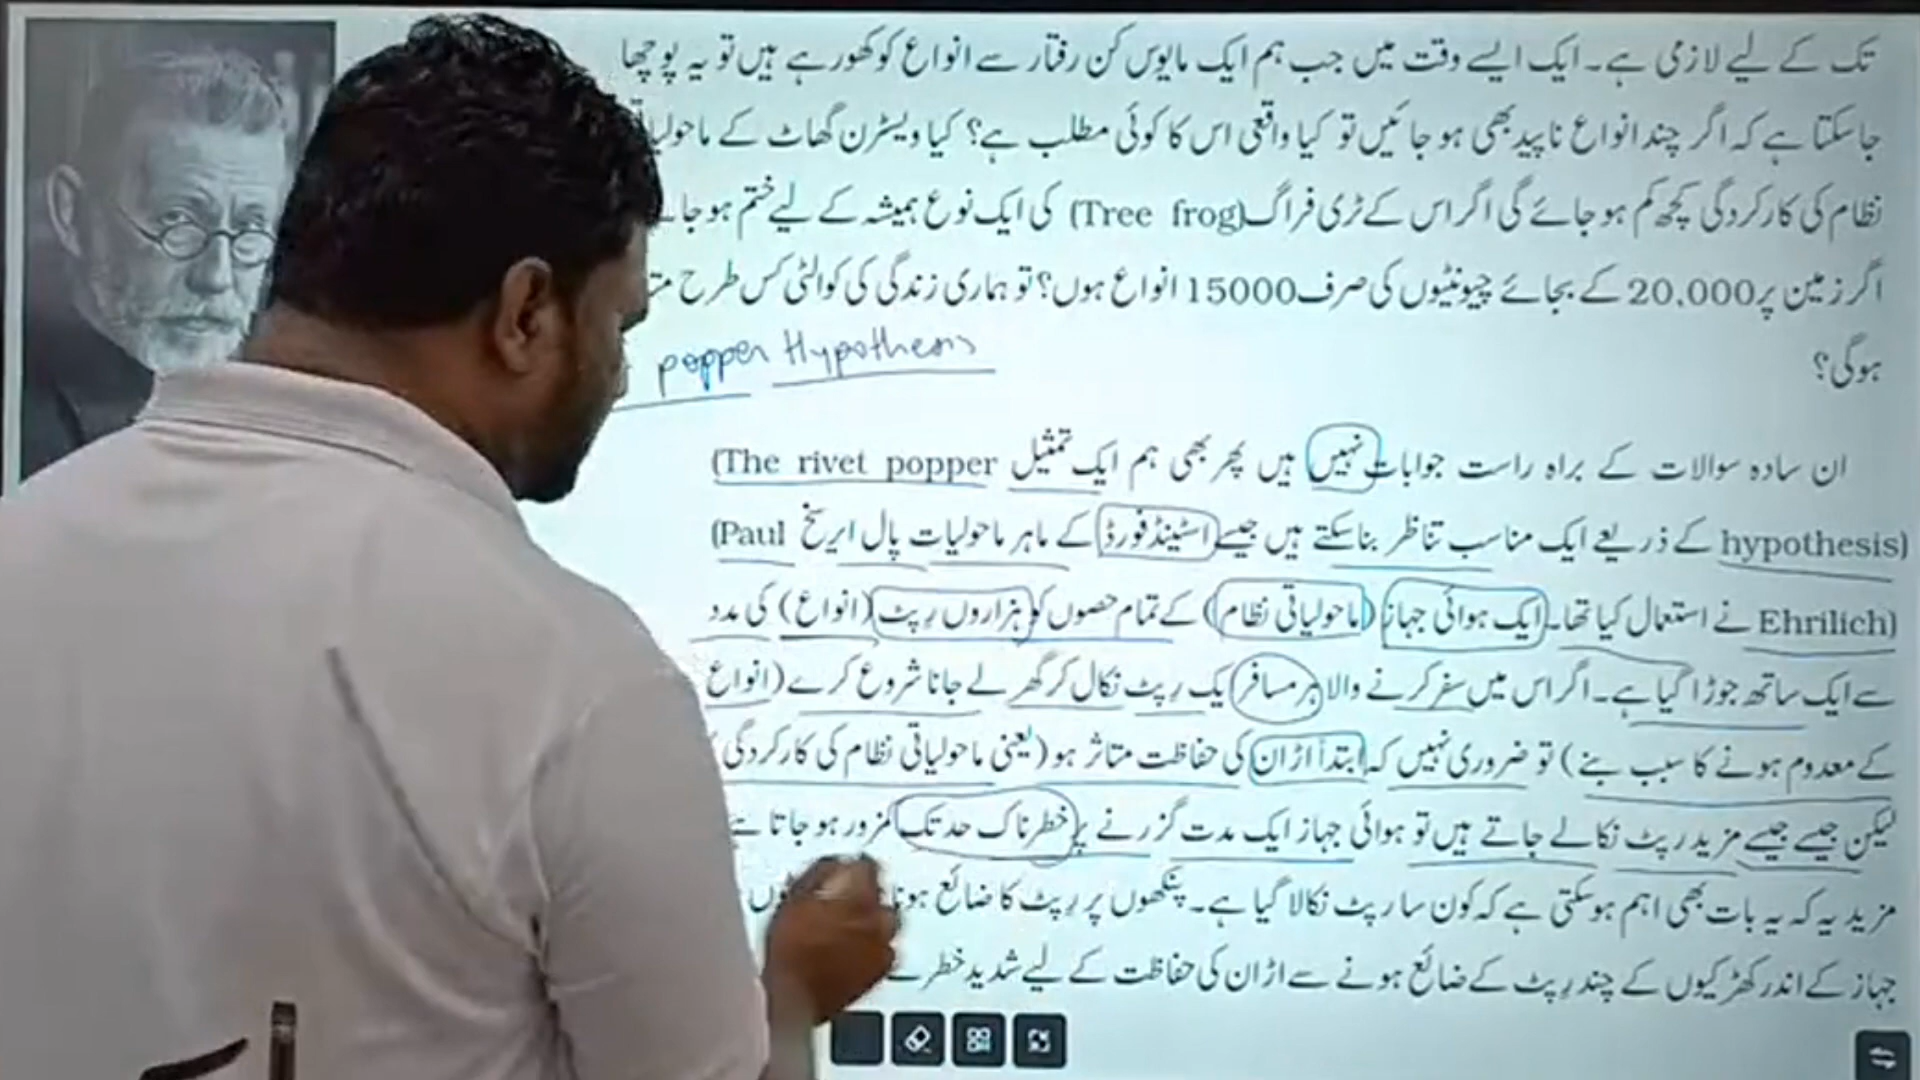 تک کے لیے لازمی ہے۔ ایک ایسے وقت میں جب ہم ایک مایوس کن رفتار سے انواع کو کھو رہے ہیں تو یہ پوچھا
جا سکتا ہے کہ اگر چند انواع ناپید بھی ہو جائیں تو کیا واقعی اس کا کوئی مطلب ہے؟ کیا ویسٹرن گھاٹ کے
نظام کی کارکردگی کچھ کم ہو جائے گی اگر اس کے ٹری فراگ (Tree frog) کی ایک نوع ہمیشہ کے لیے ختم ہو
اگر زمین پر 20,000 کے بجائے چیونٹیوں کی صرف 15000 انواع ہوں؟ تو ہماری زندگی کی کوالٹی کس طرح
popper Hypothesis
ہوگی؟
ان سادہ سوالات کے براہ راست جوابات نہیں ہیں پھر بھی ہم ایک تمثیل (The rivet popper
hypothesis) کے ذریعے ایک مناسب تناظر بنا سکتے ہیں جیسے اسٹینڈفورڈ کے ماہر ماحولیات پال ایرلخ (Paul
Ehrilich) نے استعمال کیا تھا۔ ایک ہوائی جہاز (ماحولیاتی نظام) کے تمام حصوں کو ہزاروں رِپٹ (انواع) کی مدد
سے ایک ساتھ جوڑا گیا ہے۔ اگر اس میں سفر کرنے والا ہر مسافر یک رِپٹ نکال کر گھر لے جانا شروع کرے (انواع
کے معدوم ہونے کا سبب بنے) تو ضروری نہیں کہ ابتداً اڑان کی حفاظت متاثر ہو (یعنی ماحولیاتی نظام کی کارکردگی
لیکن جیسے جیسے مزید رپٹ نکالے جاتے ہیں تو ہوائی جہاز ایک مدت گزرنے پر خطرناک حد تک کمزور ہو جاتا
مزید یہ کہ یہ بات بھی اہم ہو سکتی ہے کہ کون سا رپٹ نکالا گیا ہے۔ پنکھوں پر رِپٹ کا ضائع ہونا
جہاز کے اندر کھڑکیوں کے چند رِپٹ کے ضائع ہونے سے اڑان کی حفاظت کے لیے شدید